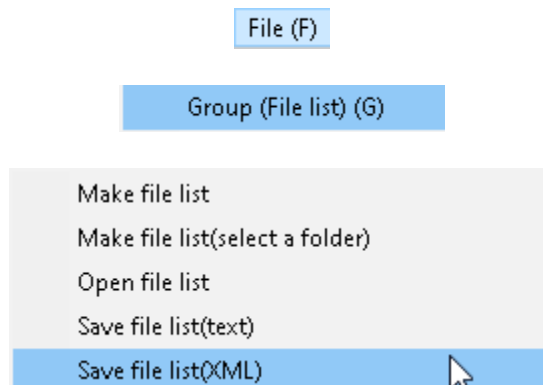 File (F)
Group (File list) (G)
Make file list
Make file list(select a folder)
Open file list
Save file list(text)
Save file list(XML)